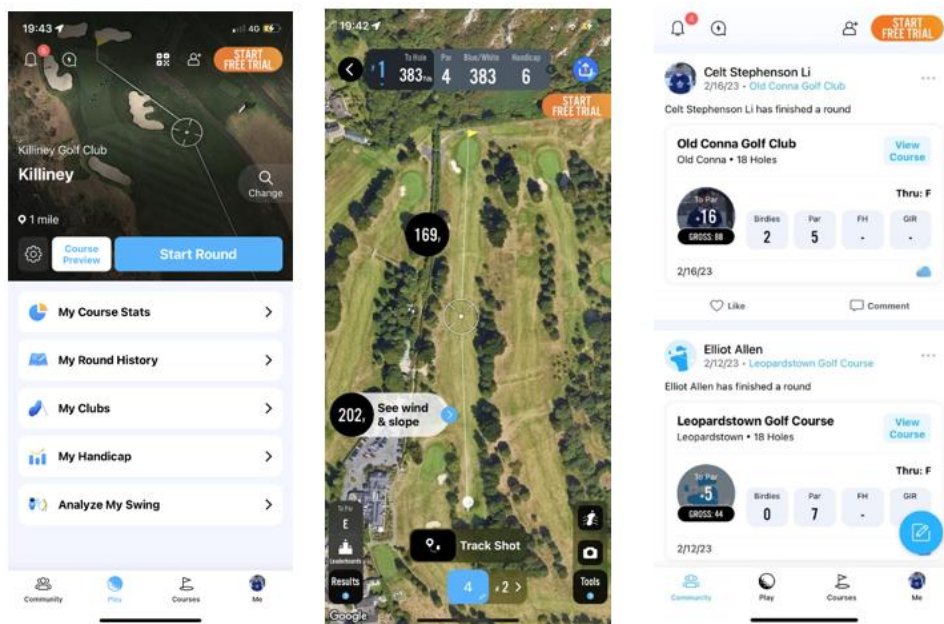 19:43
4G
5
START
FREE TRIAL
Killiney Golf Club
Killiney
Change
1 mile
Course
Preview
Start Round
My Course Stats
My Round History
My Clubs
My Handicap
Analyze My Swing
Community
Play
Courses
Me
19:42
1
To Hole
383
Par
4
Blue/White
383
Handicap
6
START
FREE TRIAL
169
202
See wind
& slope
To Par
E
Leaderboards
Track Shot
Results
4
2
Tools
Google
4
START
FREE TRIAL
Celt Stephenson Li
2/16/23 • Old Conna Golf Club
Celt Stephenson Li has finished a round
Old Conna Golf Club
Old Conna • 18 Holes
View
Course
Thru: F
To Par
+16
GROSS: 88
Birdies
2
Par
5
FH
-
GIR
-
2/16/23
Like
Comment
Elliot Allen
2/12/23 • Leopardstown Golf Course
Elliot Allen has finished a round
Leopardstown Golf Course
Leopardstown • 18 Holes
View
Course
Thru: F
To Par
5
GROSS: 44
Birdies
0
Par
7
FH
-
GIR
2/12/23
Community
Play
Courses
Me